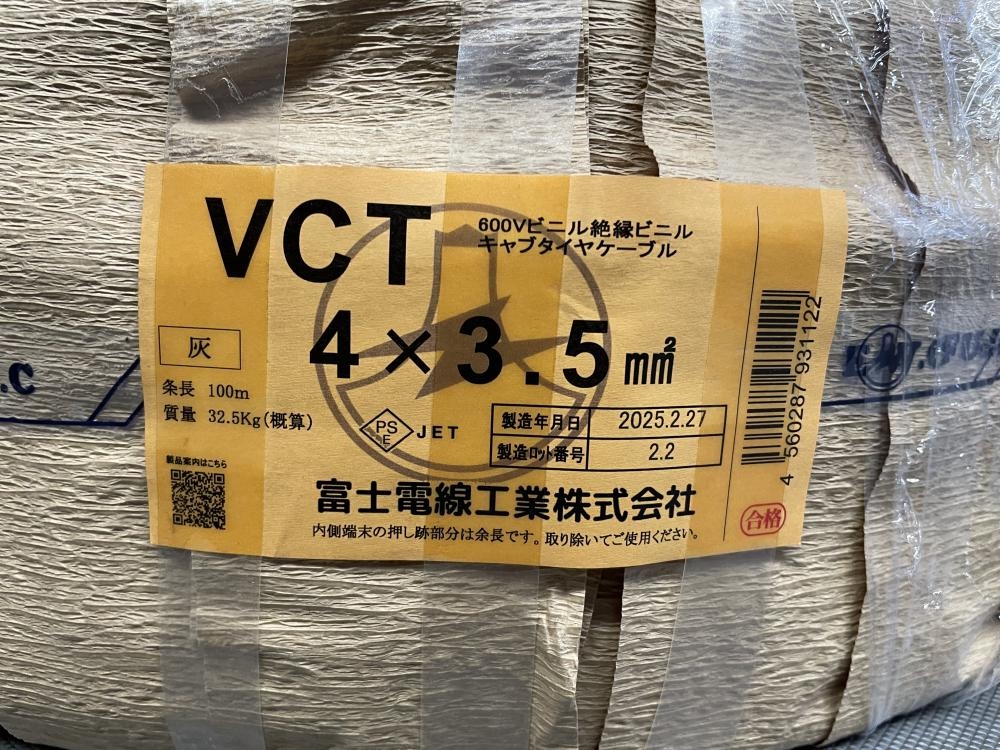 VCT
600Vビニル絶縁ビニル
キャブタイヤケーブル
4×3.5㎟
灰
条長 100m
質量 32.5Kg(概算)
PS
E
JET
製造年月日 2025.2.27
製造ロット番号 2.2
製品案内はこちら
富士電線工業株式会社
内側端末の押し跡部分は余長です。取り除いてご使用ください。
4 560287 931122
合格
.c